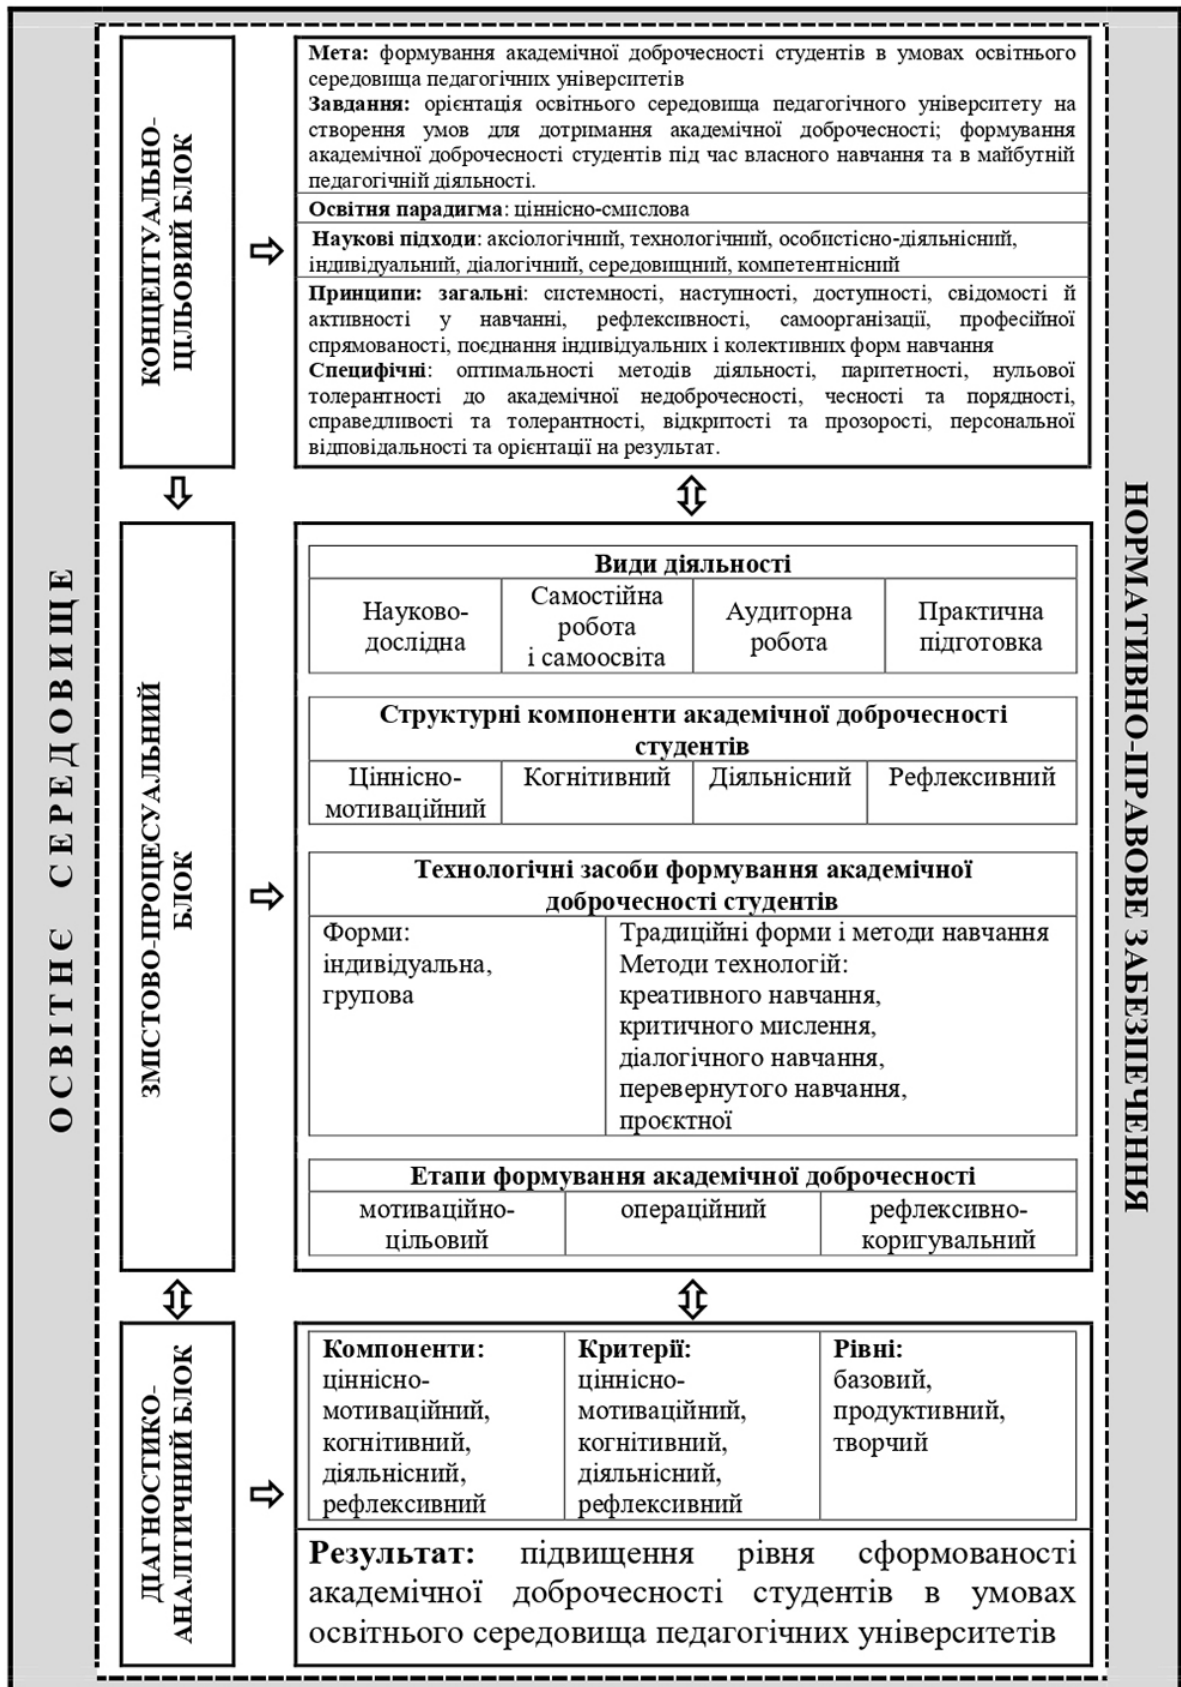 ОСВІТНЄ СЕРЕДОВИЩЕ
КОНЦЕПТУАЛЬНО-
ЦІЛЬОВИЙ БЛОК
Мета: формування академічної доброчесності студентів в умовах освітнього
середовища педагогічних університетів
Завдання: орієнтація освітнього середовища педагогічного університету на
створення умов для дотримання академічної доброчесності; формування
академічної доброчесності студентів під час власного навчання та в майбутній
педагогічній діяльності.
Освітня парадигма: ціннісно-смислова
Наукові підходи: аксіологічний, технологічний, особистісно-діяльнісний,
індивідуальний, діалогічний, середовищний, компетентнісний
Принципи: загальні: системності, наступності, доступності, свідомості й
активності у навчанні, рефлексивності, самоорганізації, професійної
спрямованості, поєднання індивідуальних і колективних форм навчання
Специфічні: оптимальності методів діяльності, паритетності, нульової
толерантності до академічної недоброчесності, чесності та порядності,
справедливості та толерантності, відкритості та прозорості, персональної
відповідальності та орієнтації на результат.
ЗМІСТОВО-ПРОЦЕСУАЛЬНИЙ
БЛОК
Види діяльності
Науково-
дослідна
Самостійна
робота
і самоосвіта
Аудиторна
робота
Практична
підготовка
Структурні компоненти академічної доброчесності
студентів
Ціннісно-
мотиваційний
Когнітивний
Діяльнісний
Рефлексивний
Технологічні засоби формування академічної
доброчесності студентів
Форми:
індивідуальна,
групова
Традиційні форми і методи навчання
Методи технологій:
креативного навчання,
критичного мислення,
діалогічного навчання,
перевернутого навчання,
проєктної
Етапи формування академічної доброчесності
мотиваційно-
цільовий
операційний
рефлексивно-
коригувальний
ДІАГНОСТИКО-
АНАЛІТИЧНИЙ БЛОК
Компоненти:
ціннісно-
мотиваційний,
когнітивний,
діяльнісний,
рефлексивний
Критерії:
ціннісно-
мотиваційний,
когнітивний,
діяльнісний,
рефлексивний
Рівні:
базовий,
продуктивний,
творчий
Результат: підвищення рівня сформованості
академічної доброчесності студентів в умовах
освітнього середовища педагогічних університетів
НОРМАТИВНО-ПРАВОВЕ ЗАБЕЗПЕЧЕННЯ